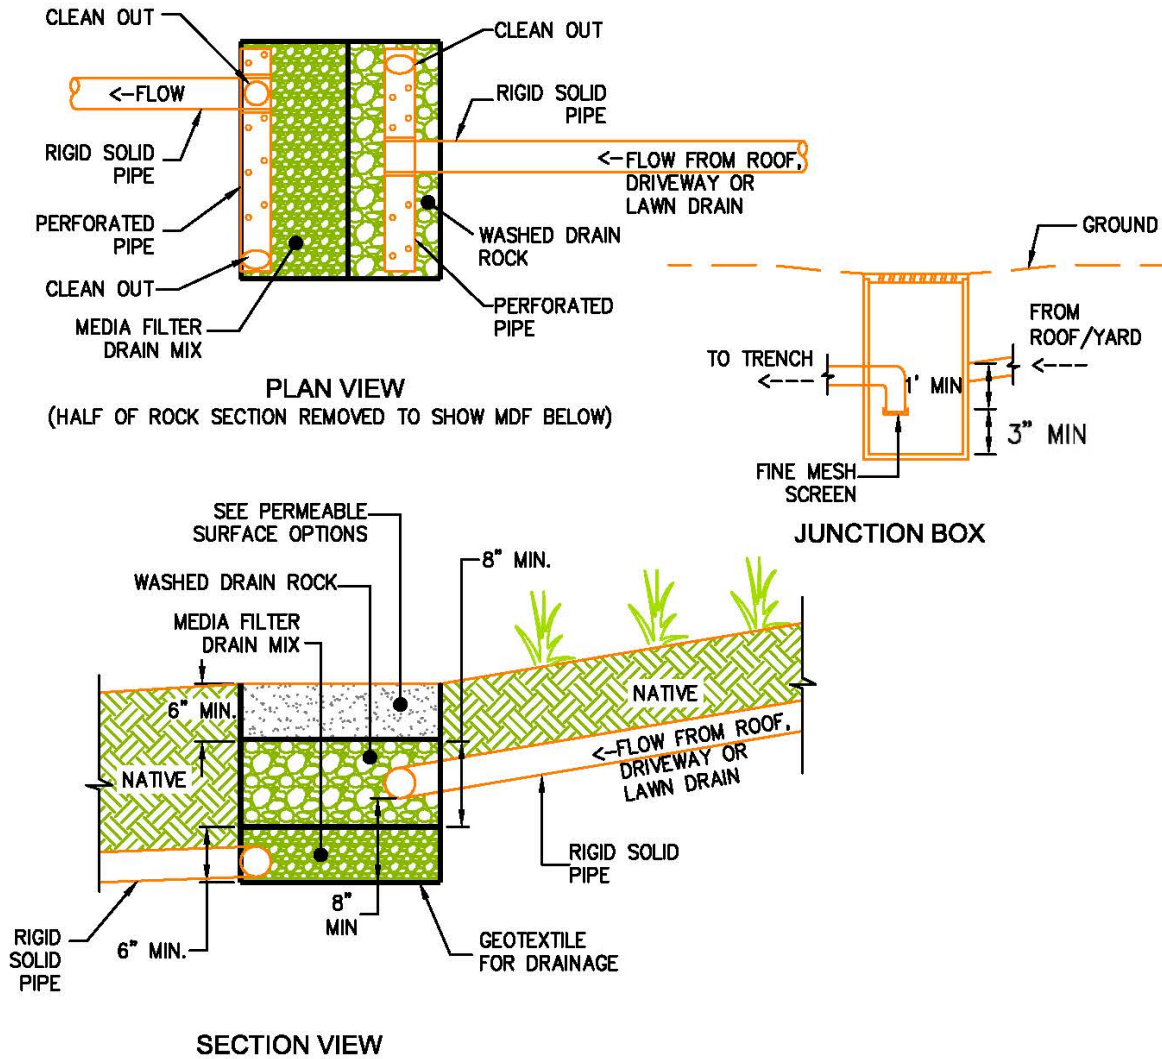 CLEAN OUT
CLEAN OUT
<-FLOW
RIGID SOLID
PIPE
RIGID SOLID
PIPE
<-FLOW FROM ROOF,
DRIVEWAY OR
LAWN DRAIN
PERFORATED
PIPE
WASHED DRAIN
ROCK
CLEAN OUT
MEDIA FILTER
DRAIN MIX
PERFORATED
PIPE
PLAN VIEW
(HALF OF ROCK SECTION REMOVED TO SHOW MDF BELOW)
GROUND
FROM
ROOF/YARD
<----
TO TRENCH
<----
1' MIN
3" MIN
FINE MESH
SCREEN
JUNCTION BOX
SEE PERMEABLE
SURFACE OPTIONS
8" MIN.
WASHED DRAIN ROCK
MEDIA FILTER
DRAIN MIX
6" MIN.
NATIVE
NATIVE
<-FLOW FROM ROOF,
DRIVEWAY OR
LAWN DRAIN
RIGID SOLID
PIPE
8"
MIN
RIGID
SOLID
PIPE
6" MIN.
GEOTEXTILE
FOR DRAINAGE
SECTION VIEW